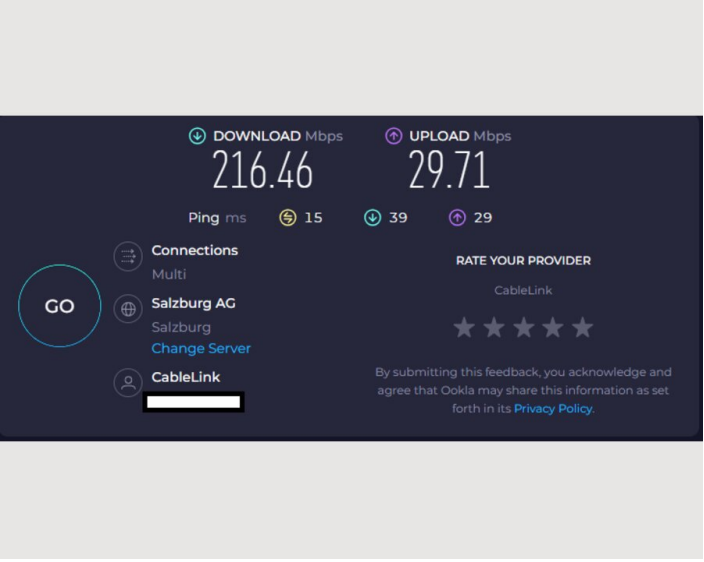 DOWNLOAD Mbps
216.46
UPLOAD Mbps
29.71
Ping ms 15 39 29
GO
Connections
Multi
Salzburg AG
Salzburg
Change Server
CableLink
RATE YOUR PROVIDER
CableLink
By submitting this feedback, you acknowledge and
agree that Ookla may share this information as set
forth in its Privacy Policy.